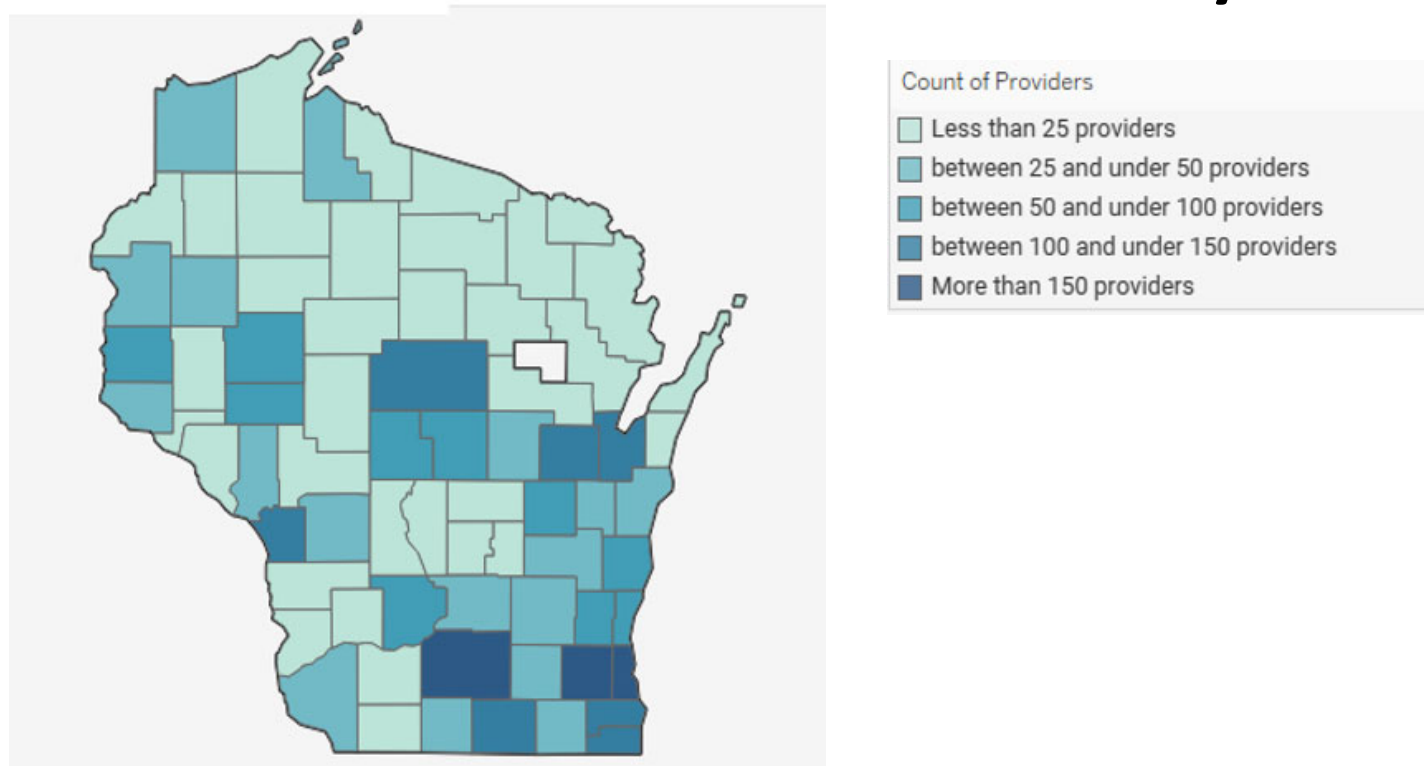 Count of Providers
Less than 25 providers
between 25 and under 50 providers
between 50 and under 100 providers
between 100 and under 150 providers
More than 150 providers